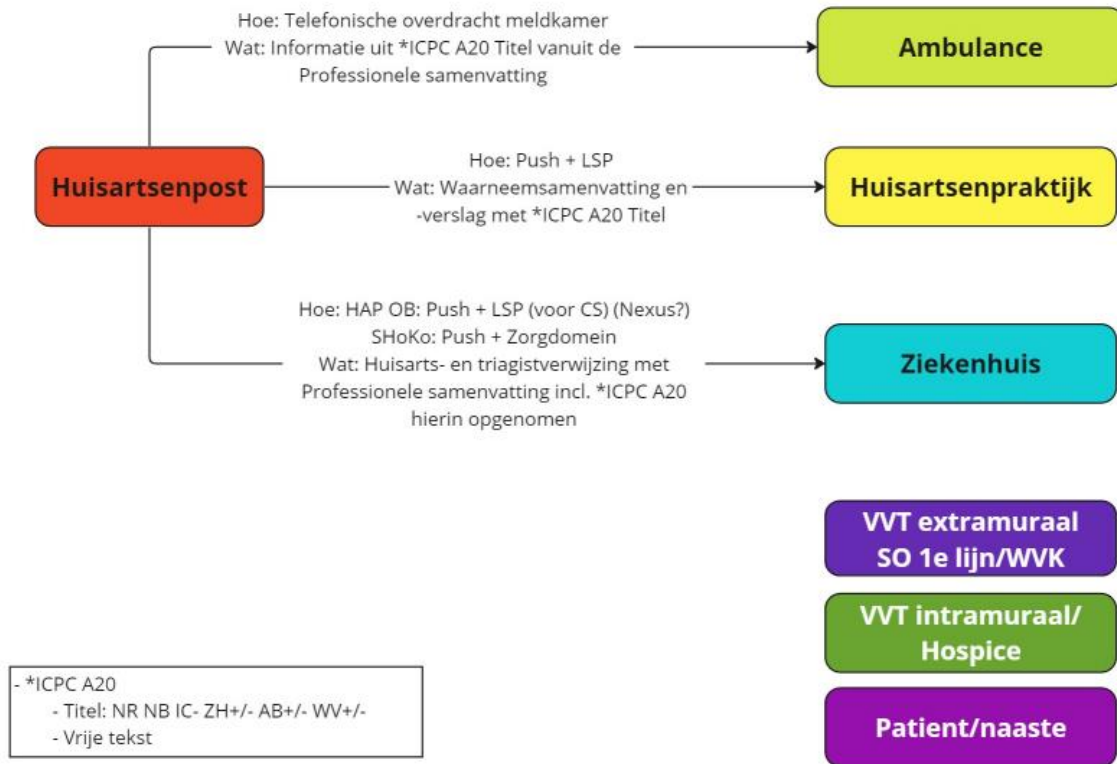 Hoe: Telefonische overdracht meldkamer
Wat: Informatie uit *ICPC A20 Titel vanuit de
Professionele samenvatting
Ambulance
Huisartsenpost
Hoe: Push + LSP
Wat: Waarneemsamenvatting en
-verslag met *ICPC A20 Titel
Huisartsenpraktijk
Hoe: HAP OB: Push + LSP (voor CS) (Nexus?)
SHoKo: Push + Zorgdomein
Wat: Huisarts- en triagistverwijzing met
Professionele samenvatting incl. *ICPC A20
hierin opgenomen
Ziekenhuis
VVT extramuraal
SO 1e lijn/WVK
VVT intramuraal/
Hospice
Patient/naaste
- *ICPC A20
- Titel: NR NB IC- ZH+/- AB+/- WV+/-
- Vrije tekst